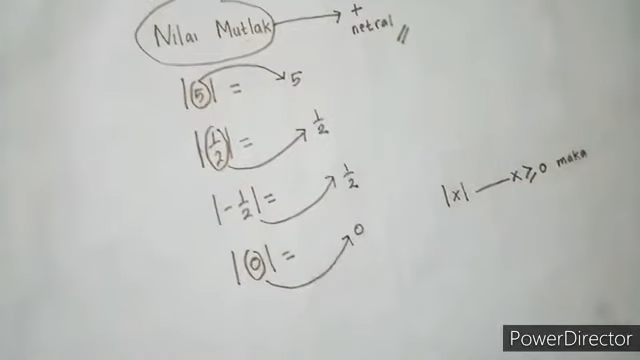 Nilai Mutlak +
netral //
|5| = 5
|1/2| = 1/2
|-1/2| = 1/2
|x| — x ≥ 0 maka
|0| = 0
PowerDirector